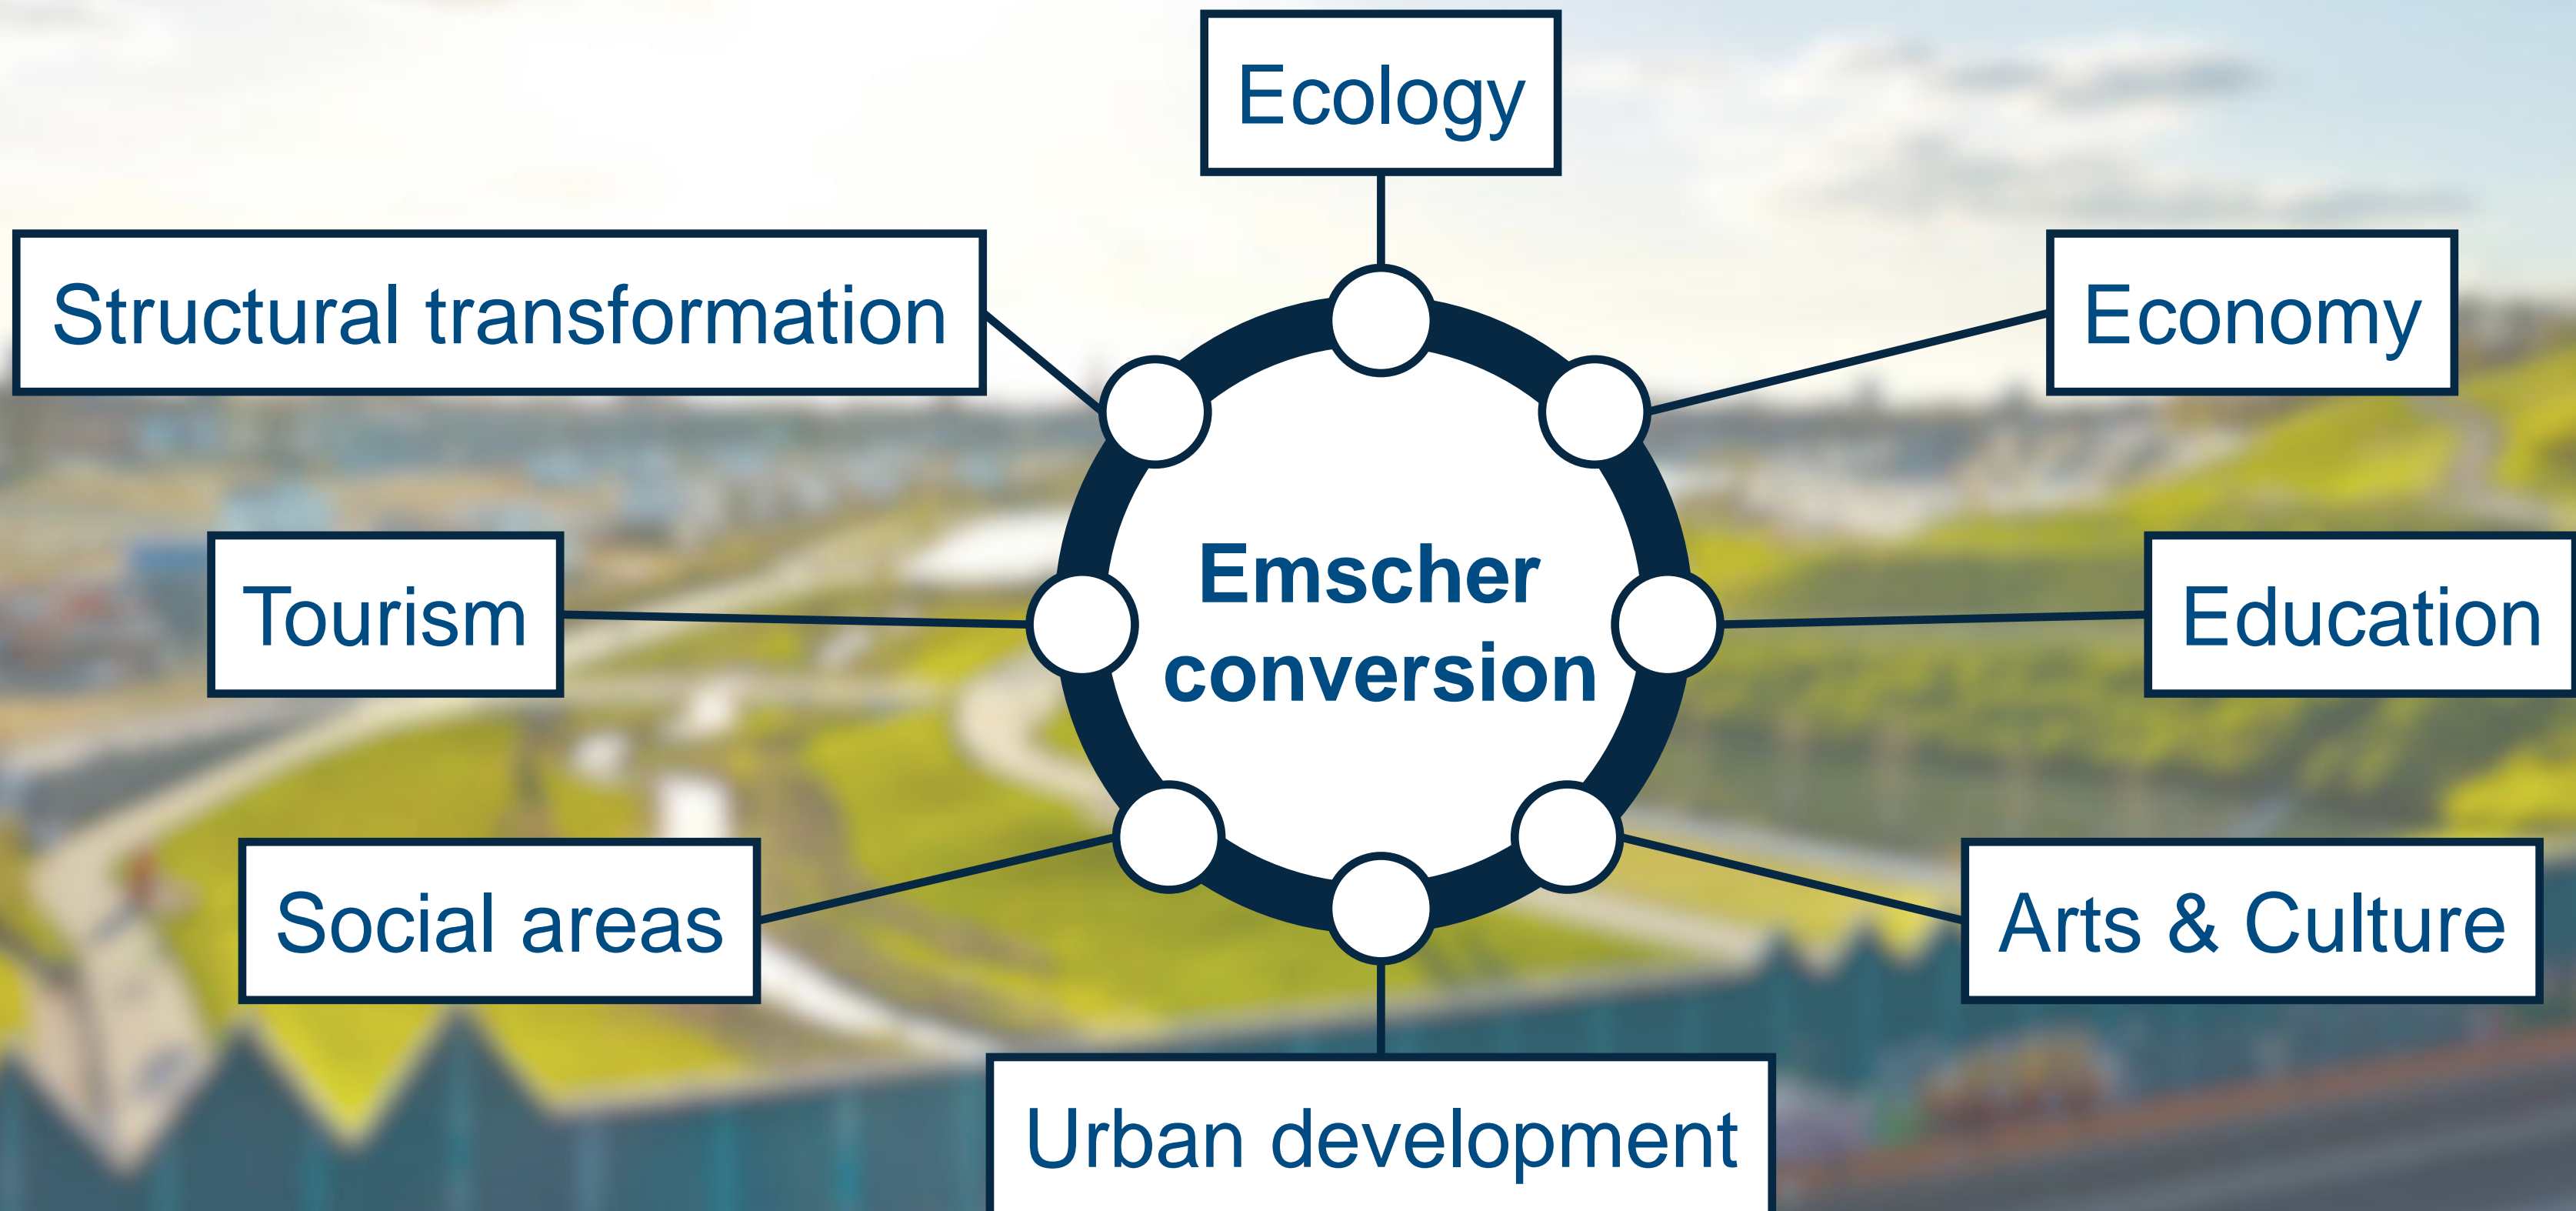 Ecology
Structural transformation
Economy
Emscher
conversion
Tourism
Education
Social areas
Arts & Culture
Urban development